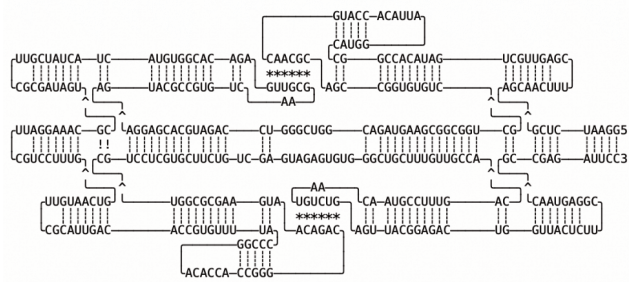 GUACC-ACAUUA
CAUGG
UUGCUAUCA-UC AUGUGGCAC-AGA CAACGC CG GCCACAUAG UCGUUGAGC
******
CGCGAUAGU AG UACGCCGUG-UC GUUGCG AGC CGGUGUGUC AGCAACUUU
AA
^ ^
^ ^
UUAGGAAAC GC AGGAGCACGUAGAC CU-GGGCUGG CAGAUGAAGCGGCGGU CG GCUC UAAGG5
!!
CGUCCUUUG CG UCCUCGUGCUUCUG-UC-GA-GUAGAGUGUG-GGCUGCUUUGUUGCCA GC CGAG AUUCC3
^ ^
^ ^
AA
UUGUAACUG UGGCGCGAA GUA UGUCUG CA-AUGCCUUUG AC CAAUGAGGC
******
CGCAUUGAC ACCGUGUUU UA ACAGAC AGU-UACGGAGAC UG GUUACUCUU
GGCCC
ACACCA-CCGGG